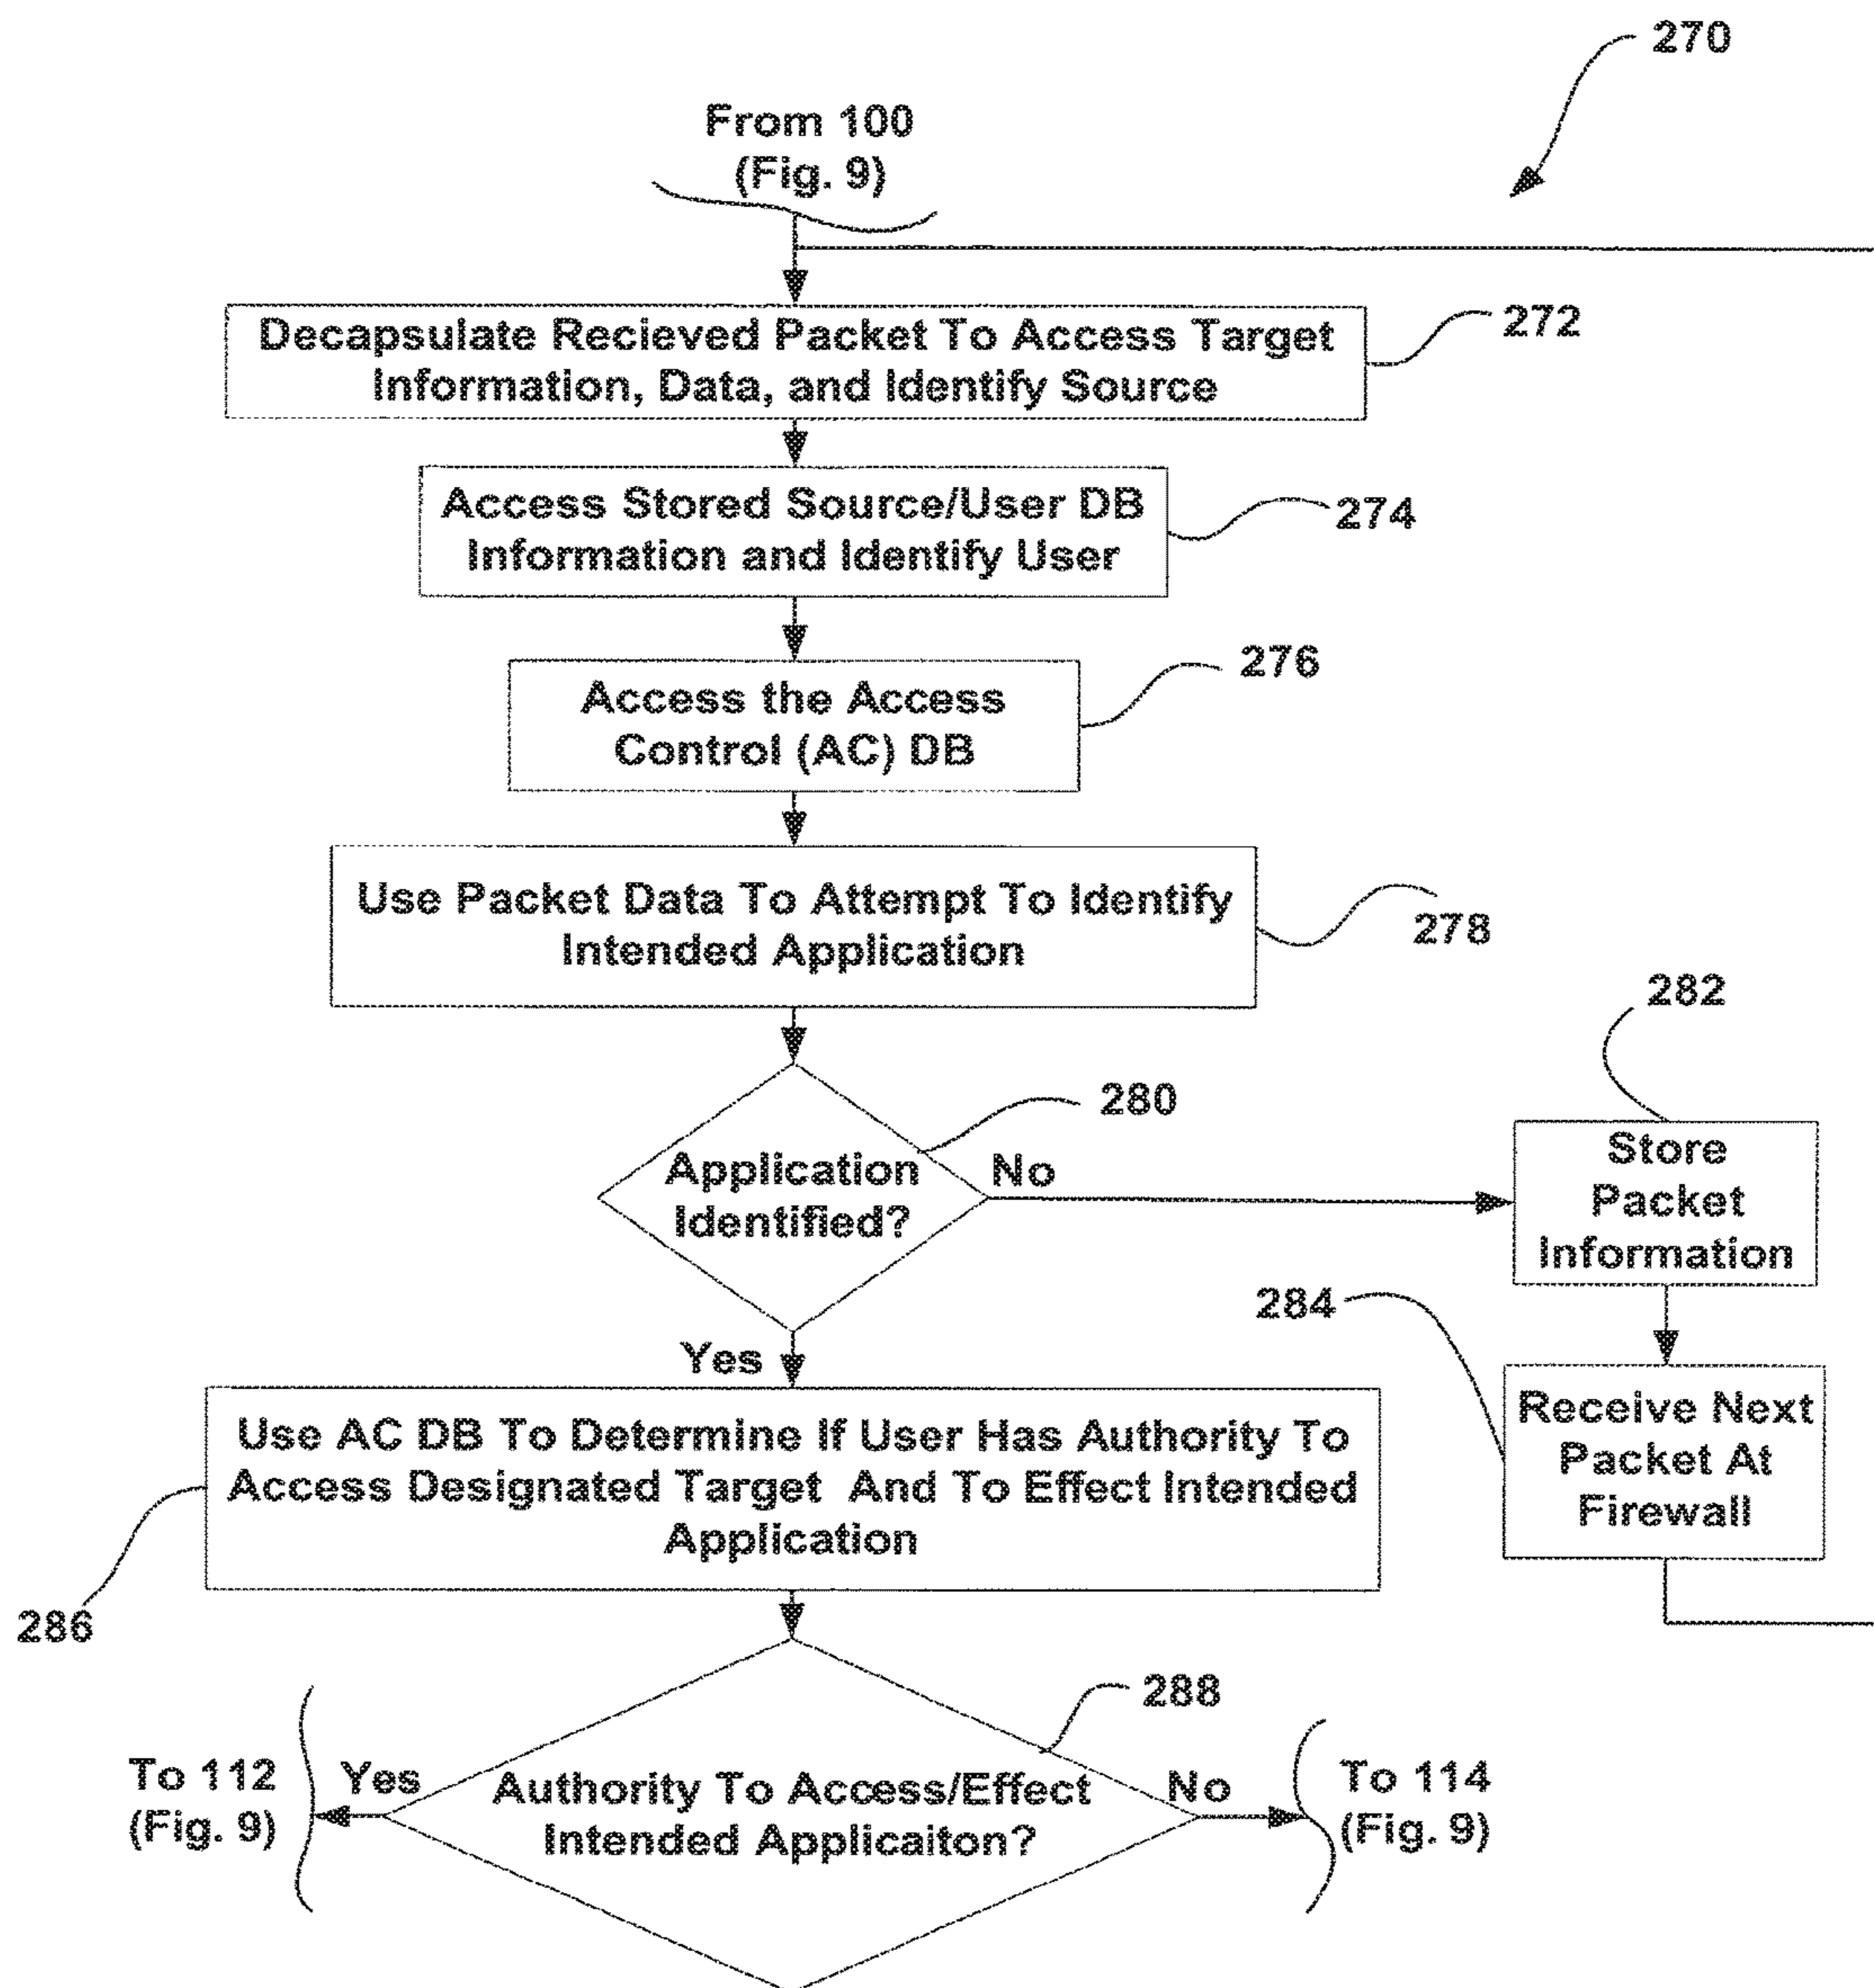 270
From 100
(Fig. 9)
Decapsulate Recieved Packet To Access Target
Information, Data, and Identify Source
272
Access Stored Source/User DB
Information and Identify User
274
Access the Access
Control (AC) DB
276
Use Packet Data To Attempt To Identify
Intended Application
278
Application
Identified?
280
No
282
Store
Packet
Information
284
Receive Next
Packet At
Firewall
Yes
Use AC DB To Determine If User Has Authority To
Access Designated Target And To Effect Intended
Application
286
288
Authority To Access/Effect
Intended Applicaiton?
Yes
To 112
(Fig. 9)
No
To 114
(Fig. 9)